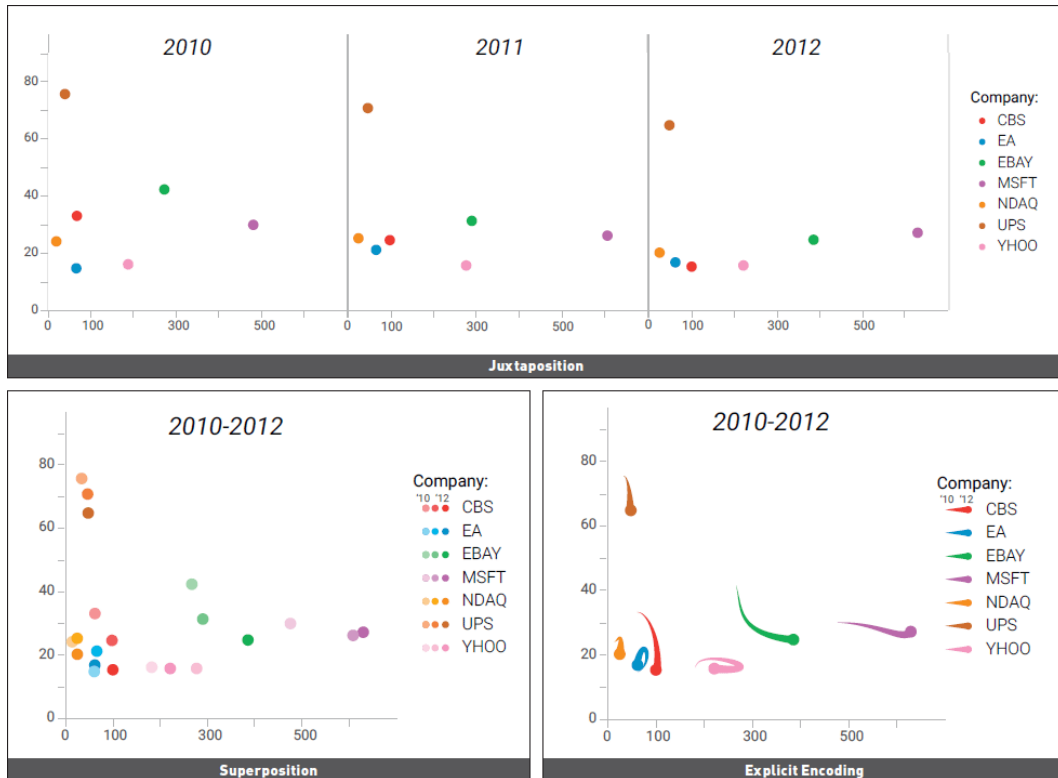 2010
2011
2012
80
60
40
20
0
0
100
300
500
0
100
300
500
0
100
300
500
Company:
CBS
EA
EBAY
MSFT
NDAQ
UPS
YHOO
Juxtaposition
2010-2012
80
60
40
20
0
0
100
300
500
Company:
'10 '12
CBS
EA
EBAY
MSFT
NDAQ
UPS
YHOO
Superposition
2010-2012
80
60
40
20
0
0
100
300
500
Company:
'10 '12
CBS
EA
EBAY
MSFT
NDAQ
UPS
YHOO
Explicit Encoding